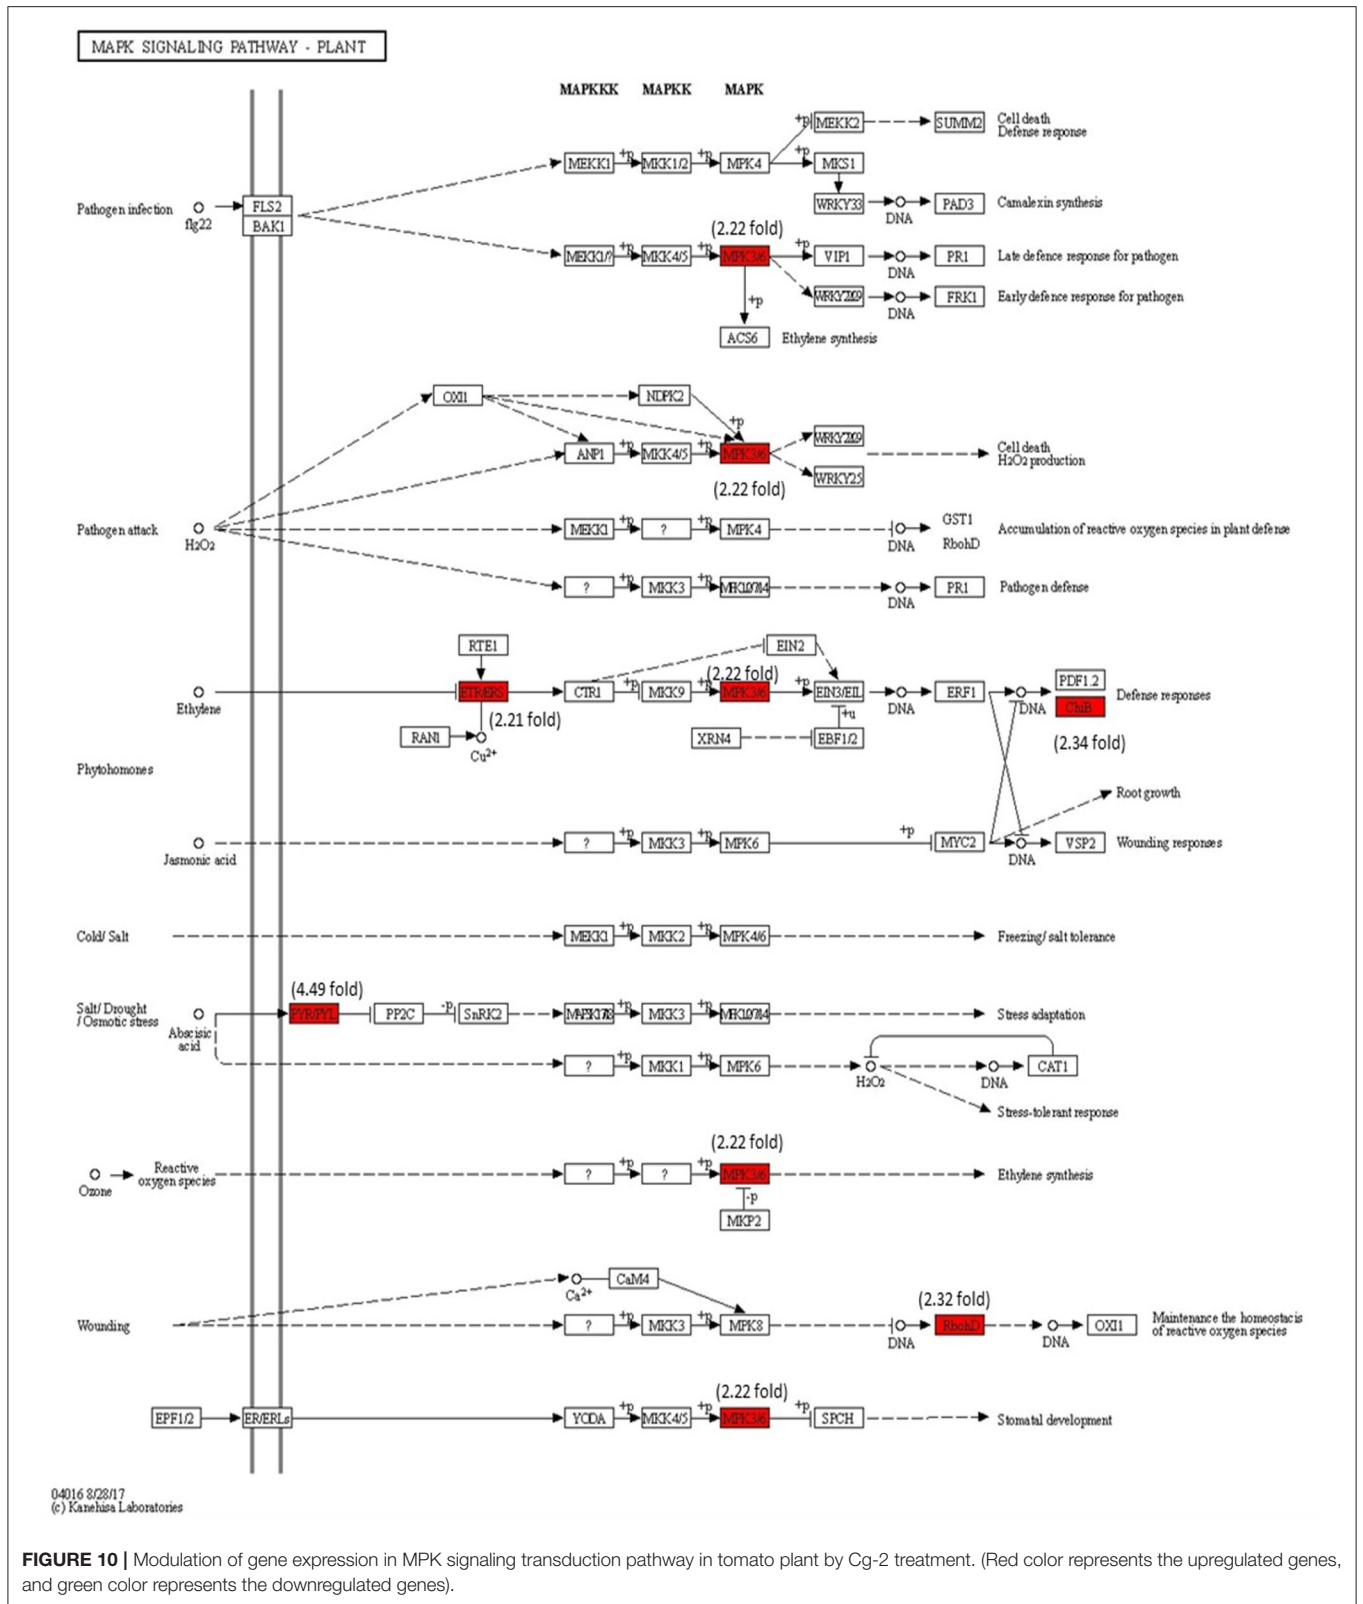 MAPK SIGNALING PATHWAY - PLANT
MAPKKK MAPKK MAPK
+p MEKK2 SUMM2 Cell death
Defense response
MEKK1 +p MKK1/2 +p MPK4 +p MKS1
Pathogen infection flg22 FLS2
BAK1
WRKY33 DNA PAD3 Camalexin synthesis
(2.22 fold)
MEKK1/? +p MKK4/5 +p MPK3/6 +p VIP1 DNA PR1 Late defence response for pathogen
DNA FRK1 Early defence response for pathogen
+p
ACS6 Ethylene synthesis
OXI1 NDPK2
+p
ANP1 +p MKK4/5 +p MPK3/6
Cell death
H2O2 production
WRKY25
(2.22 fold)
Pathogen attack H2O2 MEKK1 +p ? +p MPK4 DNA GST1
RbohD
Accumulation of reactive oxygen species in plant defense
? +p MKK3 +p DNA PR1 Pathogen defense
RTE1 EIN2
(2.22 fold)
Ethylene ETR/ERS CTR1 +p MKK9 +p MPK3/6 +p EIN3/EIL DNA ERF1 DNA PDF1.2
ChiB
Defense responses
(2.21 fold)
+u
RAN1 Cu2+ XRN4 EBF1/2 (2.34 fold)
Phytohomones
Root growth
Jasmonic acid ? +p MKK3 +p MPK6 +p MYC2 DNA VSP2 Wounding responses
Cold/ Salt MEKK1 +p MKK2 +p MPK4/6 Freezing/ salt tolerance
(4.49 fold)
Salt/ Drought
/ Osmotic stress
Abscisic
acid
PYR/PYL PP2C -p SnRK2 +p MKK3 +p Stress adaptation
? +p MKK1 +p MPK6 H2O2 DNA CAT1
Stress-tolerant response
(2.22 fold)
Ozone Reactive
oxygen species
? +p ? +p MPK3/6 Ethylene synthesis
-p
MKP2
Ca2+ CaM4
(2.32 fold)
Wounding ? +p MKK3 +p MPK8 DNA RbohD DNA OXI1 Maintenance the homeostacis
of reactive oxygen species
(2.22 fold)
EPF1/2 ER/ERLs YODA +p MKK4/5 +p MPK3/6 +p SPCH Stomatal development
04016 8/28/17
(c) Kanehisa Laboratories
FIGURE 10 | Modulation of gene expression in MPK signaling transduction pathway in tomato plant by Cg-2 treatment. (Red color represents the upregulated genes,
and green color represents the downregulated genes).